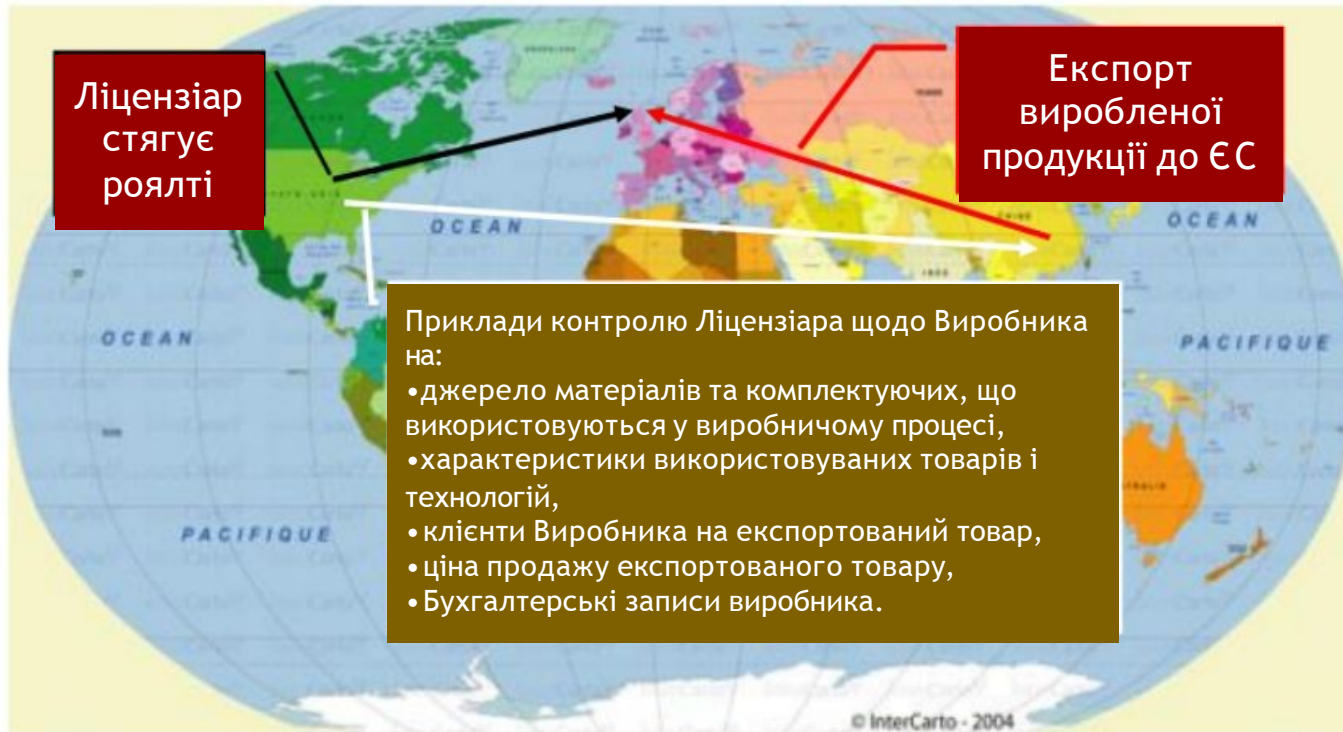 Ліцензіар
стягує
роялті
Експорт
виробленої
продукції до ЄС
OCEAN
OCEAN
Приклади контролю Ліцензіара щодо Виробника
на:
•джерело матеріалів та комплектуючих, що
використовуються у виробничому процесі,
•характеристики використовуваних товарів і
технологій,
•клієнти Виробника на експортований товар,
•ціна продажу експортованого товару,
•Бухгалтерські записи виробника.
OCEAN
PACIFIQUE
PACIFIQUE
© InterCarto - 2004